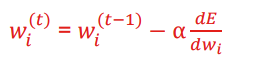 w_i^(t) = w_i^(t−1) − α dE/dw_i